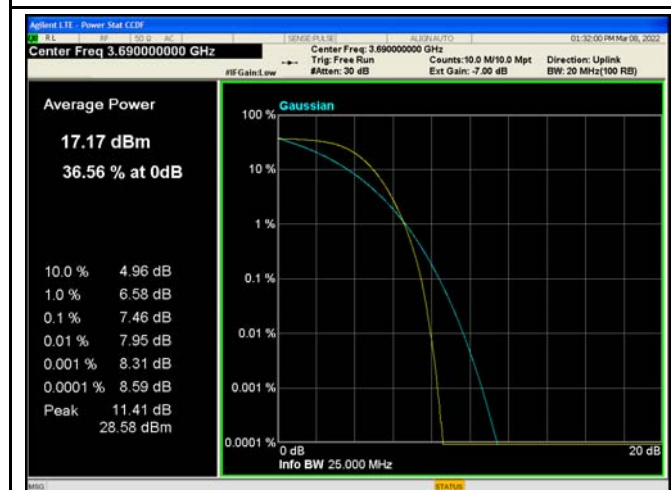 Agilent LTE - Power Stat CCDF
RL RF 50 Ω AC SENSE:PULSE ALIGN AUTO 01:32:00 PM Mar 08, 2022
Center Freq 3.690000000 GHz
Center Freq: 3.690000000 GHz
Trig: Free Run Counts:10.0 M/10.0 Mpt Direction: Uplink
#IFGain:Low #Atten: 30 dB Ext Gain: -7.00 dB BW: 20 MHz(100 RB)
Average Power
17.17 dBm
36.56 % at 0dB
10.0 % 4.96 dB
1.0 % 6.58 dB
0.1 % 7.46 dB
0.01 % 7.95 dB
0.001 % 8.31 dB
0.0001 % 8.59 dB
Peak 11.41 dB
28.58 dBm
Gaussian
100 %
10 %
1 %
0.1 %
0.01 %
0.001 %
0.0001 %
0 dB 20 dB
Info BW 25.000 MHz
MSG STATUS